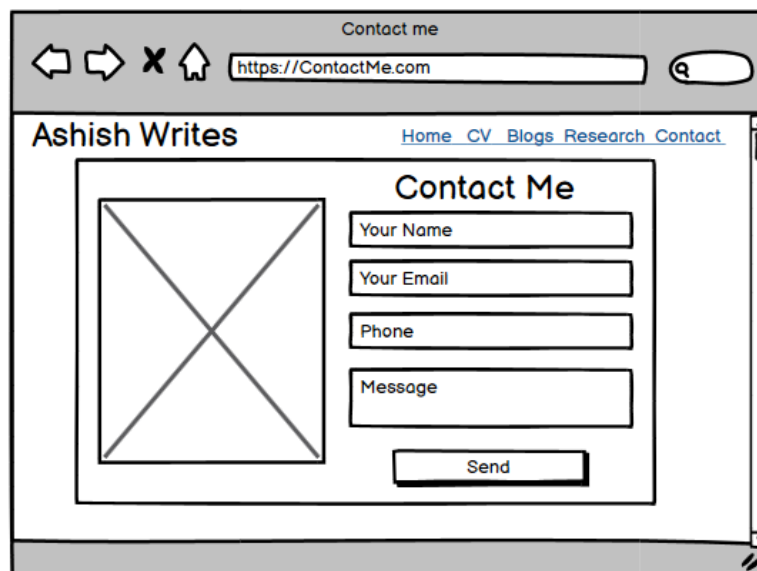 Contact me
https://ContactMe.com
Ashish Writes
Home CV Blogs Research Contact
Contact Me
Your Name
Your Email
Phone
Message
Send